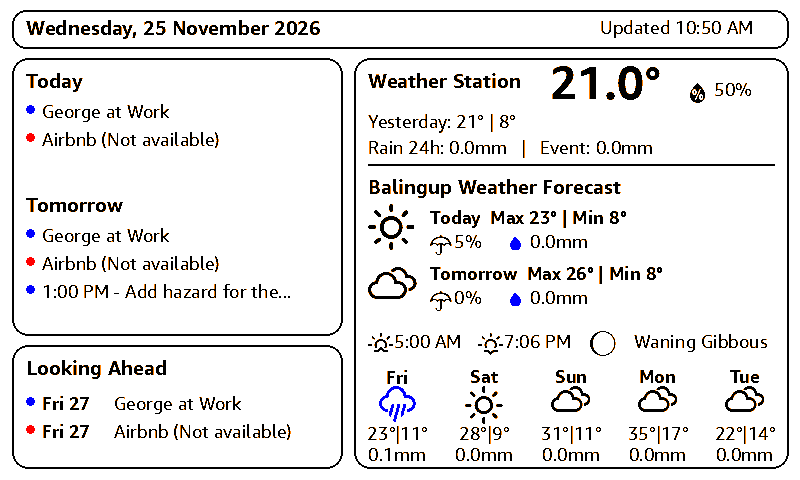 Wednesday, 25 November 2026
Updated 10:50 AM
Today
George at Work
Airbnb (Not available)
Tomorrow
George at Work
Airbnb (Not available)
1:00 PM - Add hazard for the...
Looking Ahead
Fri 27 George at Work
Fri 27 Airbnb (Not available)
Weather Station 21.0° 50%
Yesterday: 21° | 8°
Rain 24h: 0.0mm | Event: 0.0mm
Balingup Weather Forecast
Today Max 23° | Min 8°
5% 0.0mm
Tomorrow Max 26° | Min 8°
0% 0.0mm
5:00 AM 7:06 PM Waning Gibbous
Fri Sat Sun Mon Tue
23°|11° 28°|9° 31°|11° 35°|17° 22°|14°
0.1mm 0.0mm 0.0mm 0.0mm 0.0mm